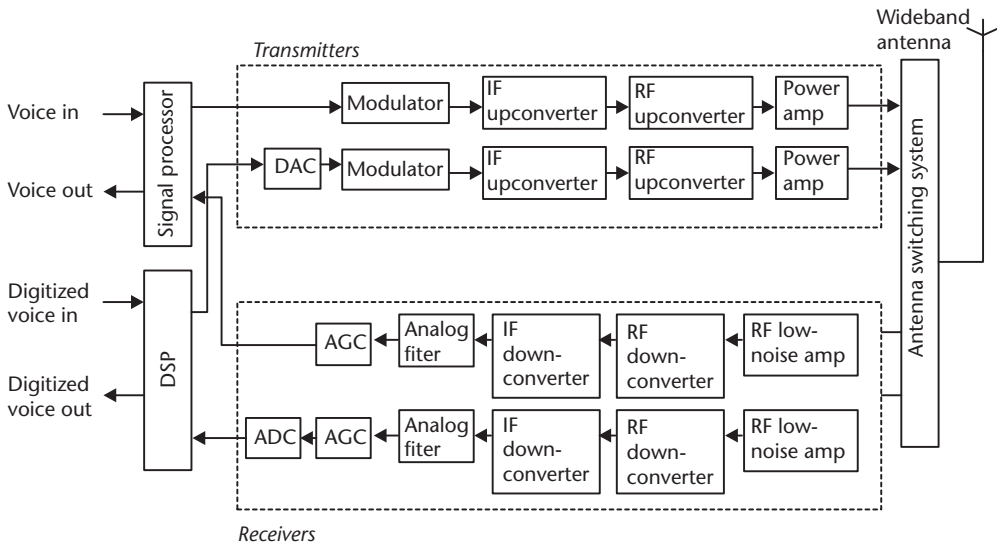 Wideband
antenna
Transmitters
Voice in
Voice out
Signal processor
Modulator
IF
upconverter
RF
upconverter
Power
amp
DAC
Modulator
IF
upconverter
RF
upconverter
Power
amp
Antenna switching system
Digitized
voice in
Digitized
voice out
DSP
AGC
Analog
fiter
IF
down-
converter
RF
down-
converter
RF low-
noise amp
ADC
AGC
Analog
fiter
IF
down-
converter
RF
down-
converter
RF low-
noise amp
Receivers